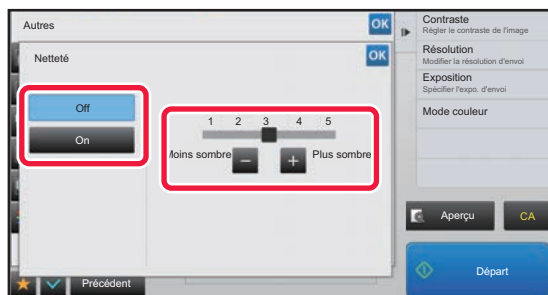 Autres
OK
Netteté
OK
Off
On
1 2 3 4 5
Moins sombre
Plus sombre
Précédent
Contraste
Régler le contraste de l'image
Résolution
Modifier la résolution d'envoi
Exposition
Spécifier l'expo. d'envoi
Mode couleur
Aperçu
CA
Départ